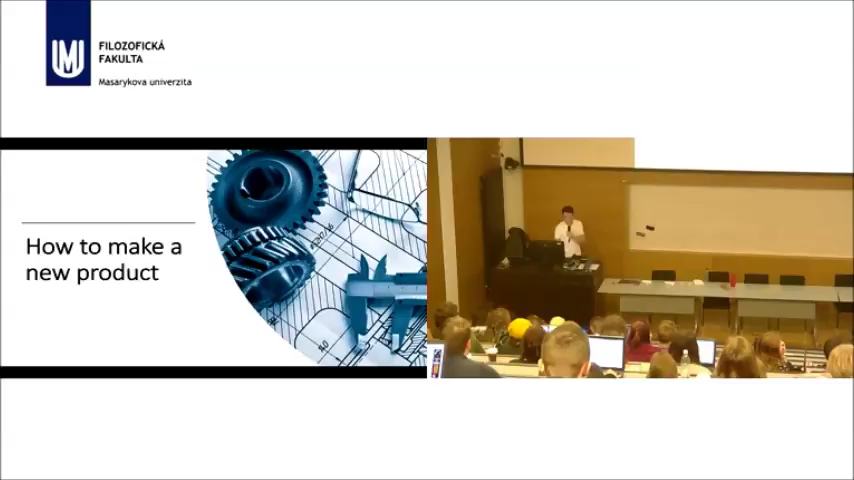 FILOZOFICKÁ
FAKULTA
Masarykova univerzita
How to make a
new product